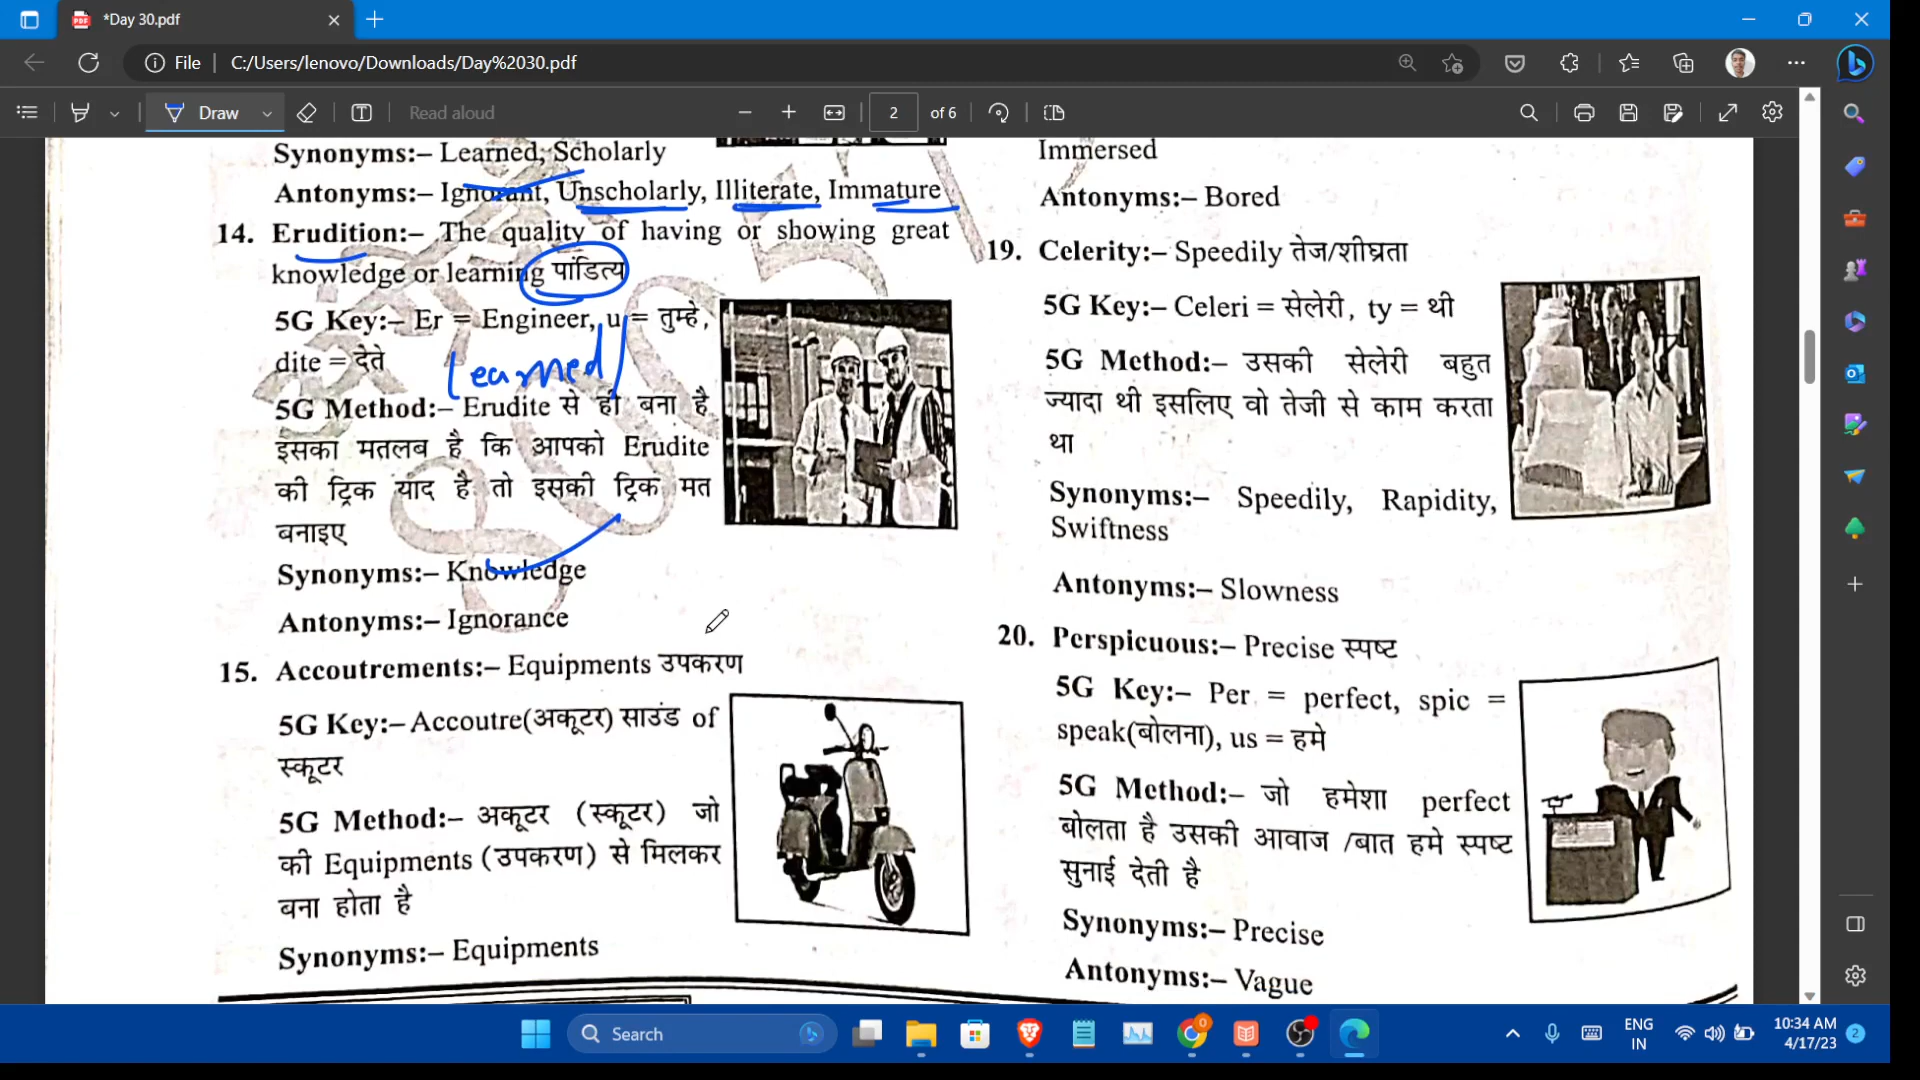 *Day 30.pdf
File
C:/Users/lenovo/Downloads/Day%2030.pdf
Draw
Read aloud
2 of 6
Synonyms:– Learned, Scholarly
Antonyms:– Ignorant, Unscholarly, Illiterate, Immature
14. Erudition:– The quality of having or showing great
knowledge or learning पांडित्य
5G Key:– Er = Engineer, u = तुम्हे,
dite = देते
learned
5G Method:– Erudite से ही बना है
इसका मतलब है कि आपको Erudite
की ट्रिक याद है तो इसकी ट्रिक मत
बनाइए
Synonyms:– Knowledge
Antonyms:– Ignorance
15. Accoutrements:– Equipments उपकरण
5G Key:– Accoutre(अकूटर) साउंड of
स्कूटर
5G Method:– अकूटर (स्कूटर) जो
की Equipments (उपकरण) से मिलकर
बना होता है
Synonyms:– Equipments
Immersed
Antonyms:– Bored
19. Celerity:– Speedily तेज/शीघ्रता
5G Key:– Celeri = सेलेरी, ty = थी
5G Method:– उसकी सेलेरी बहुत
ज्यादा थी इसलिए वो तेजी से काम करता
था
Synonyms:– Speedily, Rapidity,
Swiftness
Antonyms:– Slowness
20. Perspicuous:– Precise स्पष्ट
5G Key:– Per = perfect, spic =
speak(बोलना), us = हमे
5G Method:– जो हमेशा perfect
बोलता है उसकी आवाज /बात हमे स्पष्ट
सुनाई देती है
Synonyms:– Precise
Antonyms:– Vague
Search
ENG
IN
10:34 AM
4/17/23
2